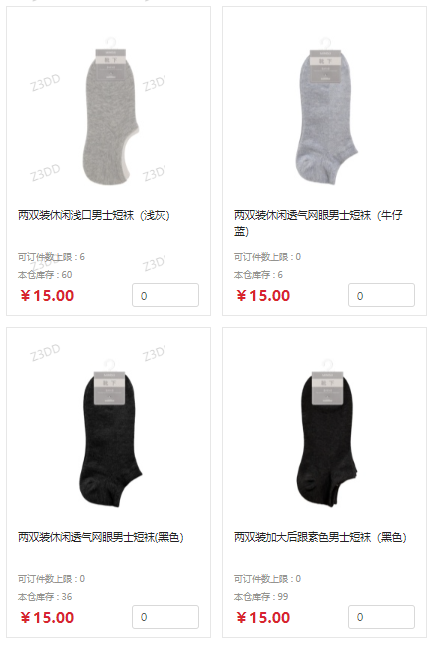 Z3DD
袜 子
两双装休闲浅口男士短袜（浅灰）
可订件数上限 : 6
本仓库存 : 60
￥15.00
0
两双装休闲透气网眼男士短袜（牛仔
蓝）
可订件数上限 : 0
本仓库存 : 6
￥15.00
0
Z3DD
两双装休闲透气网眼男士短袜(黑色)
可订件数上限 : 0
本仓库存 : 36
￥15.00
0
两双装加大后跟素色男士短袜（黑色）
可订件数上限 : 0
本仓库存 : 99
￥15.00
0